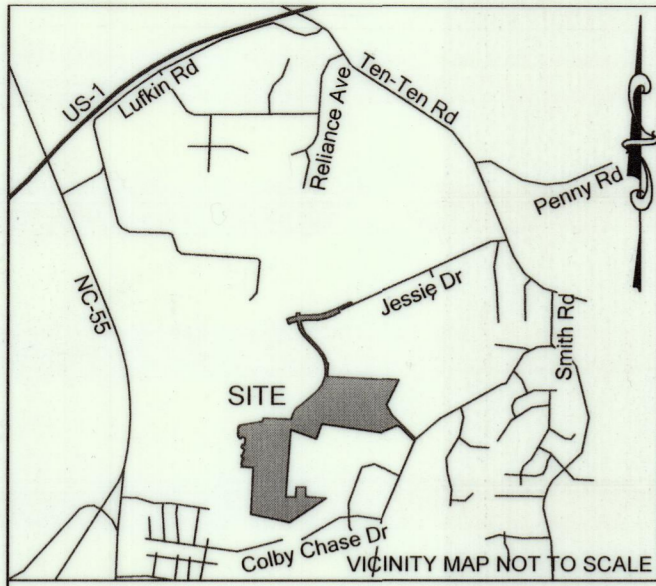 US-1
Lufkin Rd
Reliance Ave
Ten-Ten Rd
Penny Rd
NC-55
Jessie Dr
Smith Rd
SITE
Colby Chase Dr
VICINITY MAP NOT TO SCALE